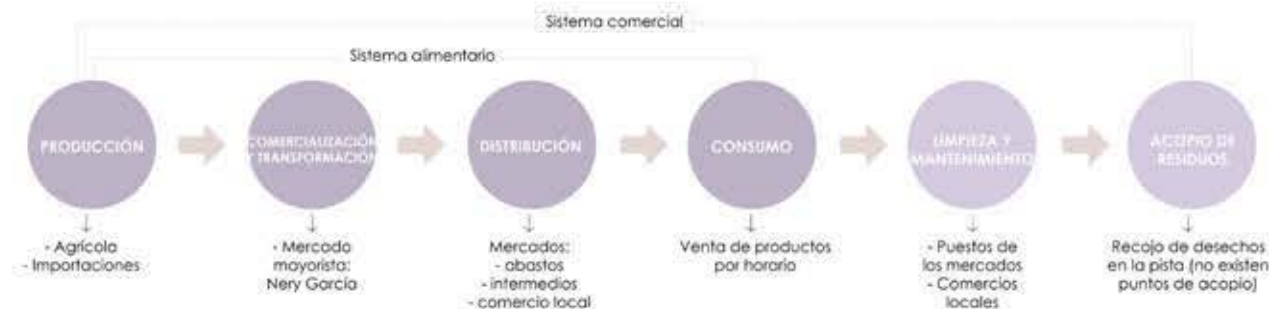 Sistema comercial
Sistema alimentario
PRODUCCIÓN
COMERCIALIZACIÓN
Y TRANSFORMACIÓN
DISTRIBUCIÓN
CONSUMO
LIMPIEZA Y
MANTENIMIENTO
ACOPIO DE
RESIDUOS
- Agrícola
- Importaciones
- Mercado
mayorista:
Nery García
Mercados:
- abastos
- intermedios
- comercio local
Venta de productos
por horario
- Puestos de
los mercados
- Comercios
locales
Recojo de desechos
en la pista (no existen
puntos de acopio)